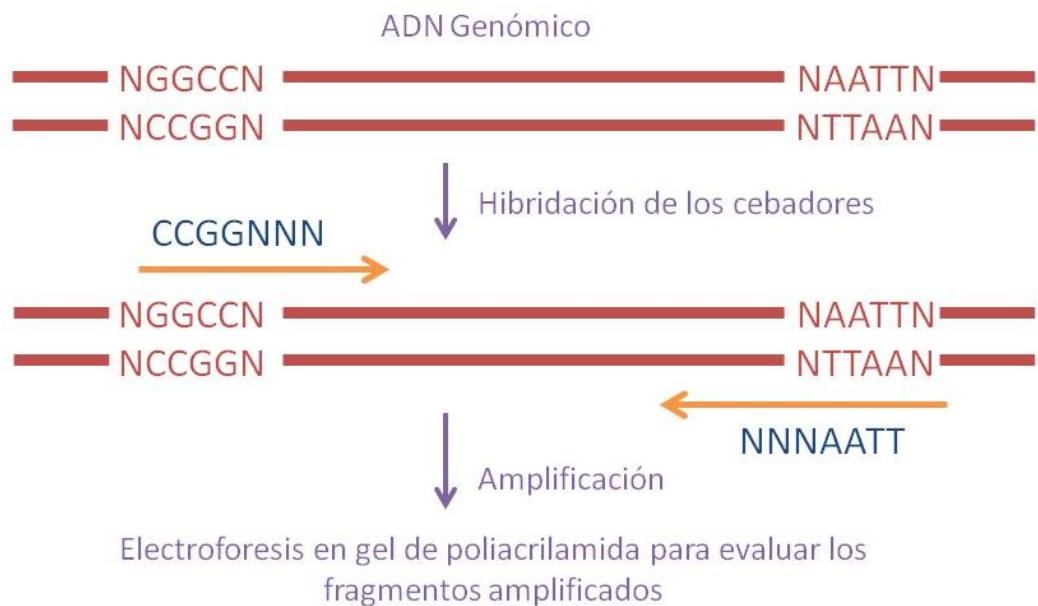 ADN Genómico
NGGCCN NAATTN
NCCGGN NTTAAN
Hibridación de los cebadores
CCGGNNN
NGGCCN NAATTN
NCCGGN NTTAAN
NNNAATT
Amplificación
Electroforesis en gel de poliacrilamida para evaluar los
fragmentos amplificados